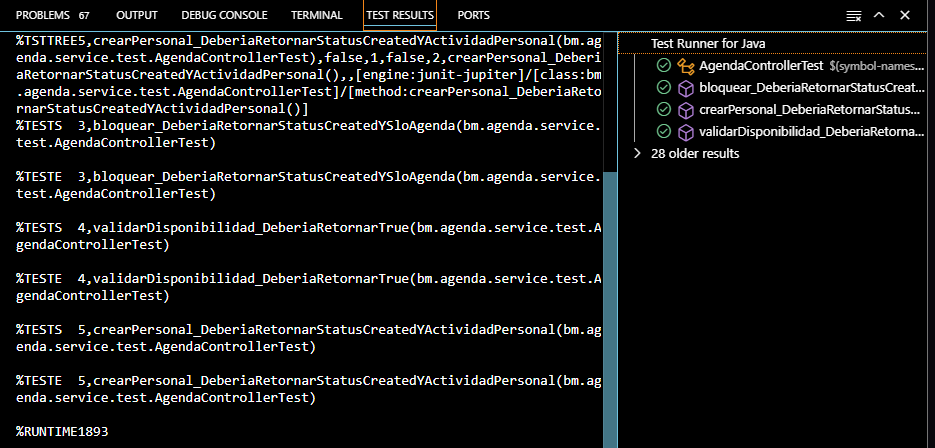 PROBLEMS 67 OUTPUT DEBUG CONSOLE TERMINAL TEST RESULTS PORTS
%TSTTREE5,crearPersonal_DeberiaRetornarStatusCreatedYActividadPersonal(bm.ag
enda.service.test.AgendaControllerTest),false,1,false,2,crearPersonal_Deberi
aRetornarStatusCreatedYActividadPersonal(),,[engine:junit-jupiter]/[class:bm
.agenda.service.test.AgendaControllerTest]/[method:crearPersonal_DeberiaReto
rnarStatusCreatedYActividadPersonal()]
%TESTS  3,bloquear_DeberiaRetornarStatusCreatedYSloAgenda(bm.agenda.service.
test.AgendaControllerTest)
%TESTE  3,bloquear_DeberiaRetornarStatusCreatedYSloAgenda(bm.agenda.service.
test.AgendaControllerTest)
%TESTS  4,validarDisponibilidad_DeberiaRetornarTrue(bm.agenda.service.test.A
gendaControllerTest)
%TESTE  4,validarDisponibilidad_DeberiaRetornarTrue(bm.agenda.service.test.A
gendaControllerTest)
%TESTS  5,crearPersonal_DeberiaRetornarStatusCreatedYActividadPersonal(bm.ag
enda.service.test.AgendaControllerTest)
%TESTE  5,crearPersonal_DeberiaRetornarStatusCreatedYActividadPersonal(bm.ag
enda.service.test.AgendaControllerTest)
%RUNTIME1893
Test Runner for Java
AgendaControllerTest $(symbol-names...
bloquear_DeberiaRetornarStatusCreat...
crearPersonal_DeberiaRetornarStatus...
validarDisponibilidad_DeberiaRetorna...
28 older results